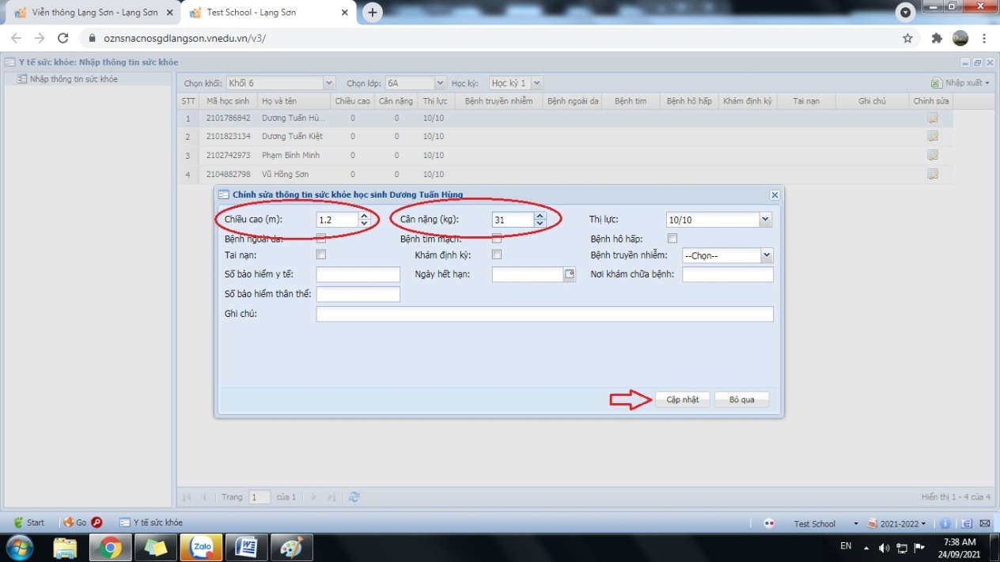 Viễn thông Lạng Sơn - Lạng Sơn
Test School - Lạng Sơn
oznsnacnosgdlangson.vnedu.vn/v3/
Y tế sức khỏe: Nhập thông tin sức khỏe
Nhập thông tin sức khỏe
Chọn khối: Khối 6 Chọn lớp: 6A Học kỳ: Học kỳ 1 Nhập xuất
STT Mã học sinh Họ và tên Chiều cao Cân nặng Thị lực Bệnh truyền nhiễm Bệnh ngoài da Bệnh tim Bệnh hô hấp Khám định kỳ Tai nạn Ghi chú Chỉnh sửa
1 2101786842 Dương Tuấn Hù... 0 0 10/10
2 2101823134 Dương Tuấn Kiệt 0 0 10/10
3 2102742973 Phạm Bình Minh 0 0 10/10
4 2104882798 Vũ Hồng Sơn 0 0 10/10
Chỉnh sửa thông tin sức khỏe học sinh Dương Tuấn Hùng
Chiều cao (m): 1.2 Cân nặng (kg): 31 Thị lực: 10/10
Bệnh ngoài da: Bệnh tim mạch: Bệnh hô hấp:
Tai nạn: Khám định kỳ: Bệnh truyền nhiễm: --Chọn--
Số bảo hiểm y tế: Ngày hết hạn: Nơi khám chữa bệnh:
Số bảo hiểm thân thể:
Ghi chú:
Cập nhật Bỏ qua
Trang 1 của 1 Hiển thị 1 - 4 của 4
Start Go Y tế sức khỏe Test School 2021-2022
Zalo EN 7:38 AM
24/09/2021